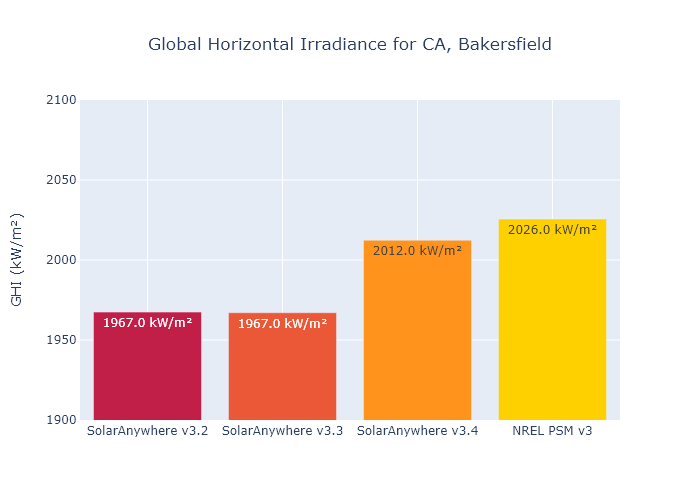 Global Horizontal Irradiance for CA, Bakersfield
2100
2050
2000
1950
1900
GHI (kW/m²)
1967.0 kW/m²
1967.0 kW/m²
2012.0 kW/m²
2026.0 kW/m²
SolarAnywhere v3.2
SolarAnywhere v3.3
SolarAnywhere v3.4
NREL PSM v3